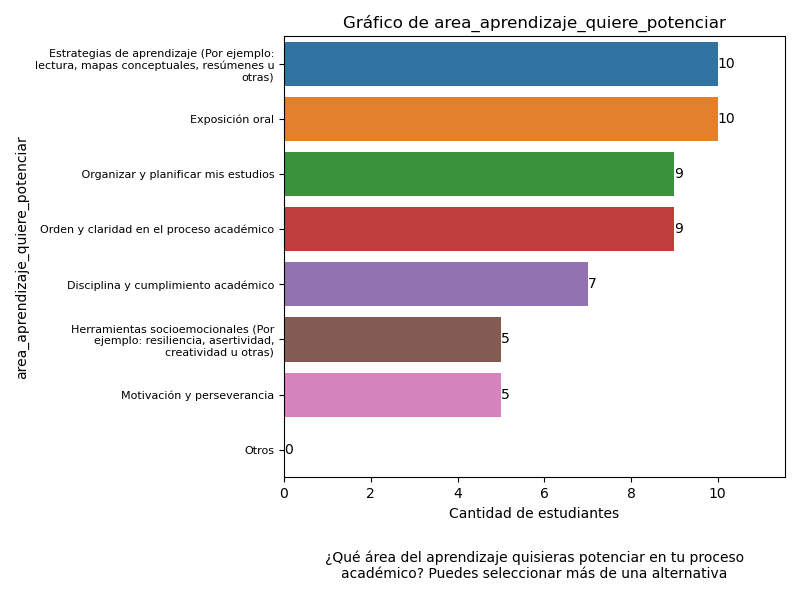 Gráfico de area_aprendizaje_quiere_potenciar
area_aprendizaje_quiere_potenciar
Estrategias de aprendizaje (Por ejemplo:
lectura, mapas conceptuales, resúmenes u
otras)
10
Exposición oral
10
Organizar y planificar mis estudios
9
Orden y claridad en el proceso académico
9
Disciplina y cumplimiento académico
7
Herramientas socioemocionales (Por
ejemplo: resiliencia, asertividad,
creatividad u otras)
5
Motivación y perseverancia
5
Otros
0
0 2 4 6 8 10
Cantidad de estudiantes
¿Qué área del aprendizaje quisieras potenciar en tu proceso
académico? Puedes seleccionar más de una alternativa